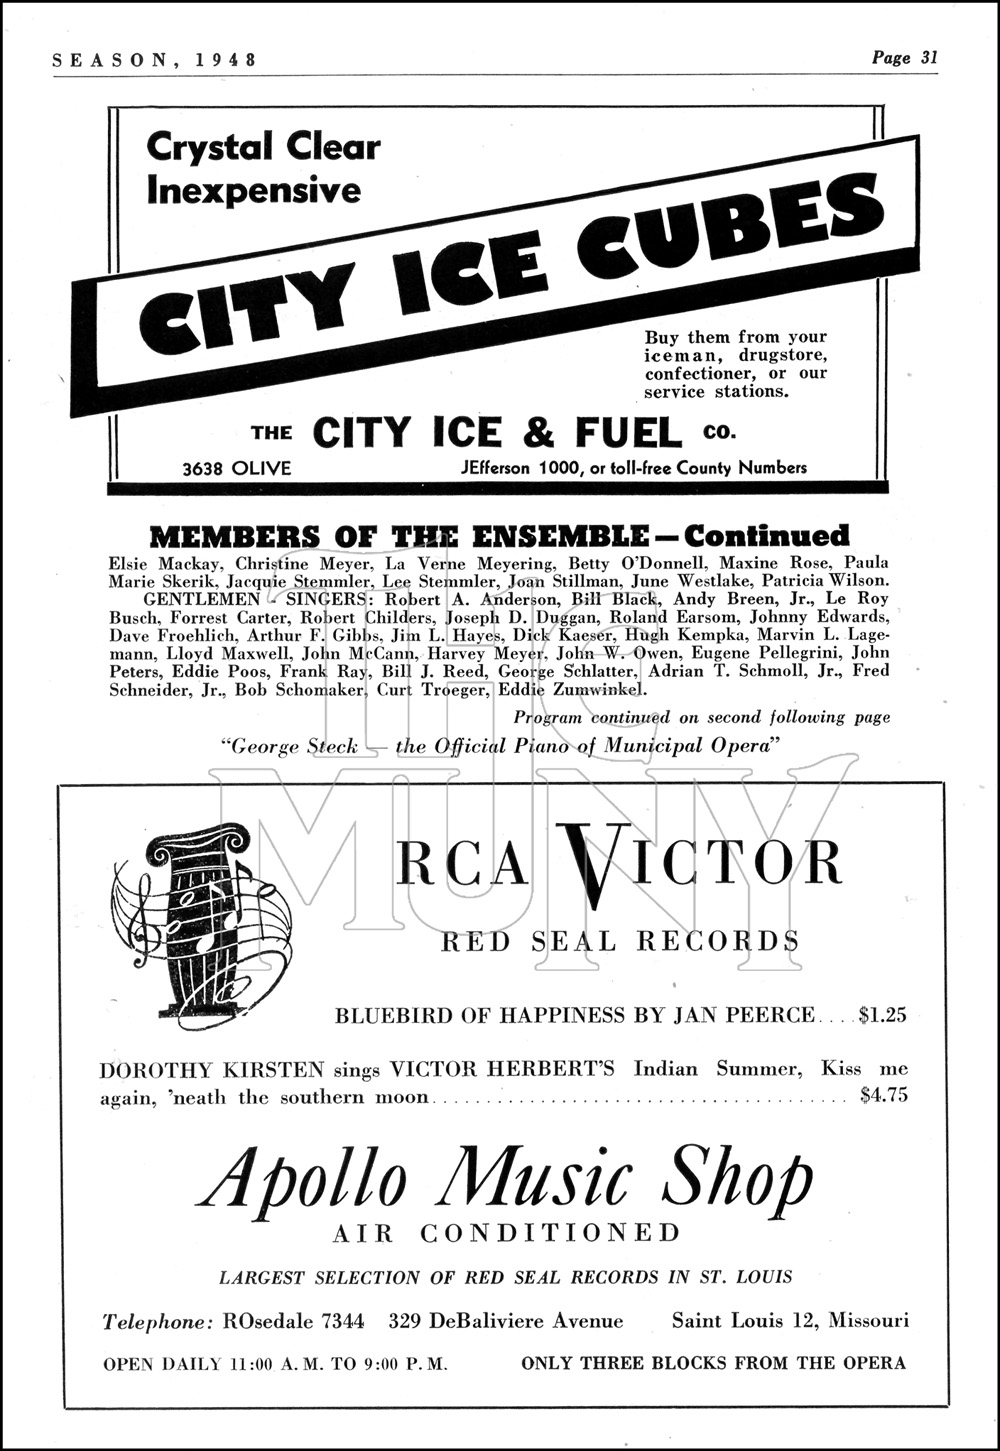 SEASON, 1948 Page 31
Crystal Clear
Inexpensive
CITY ICE CUBES
Buy them from your
iceman, drugstore,
confectioner, or our
service stations.
THE CITY ICE & FUEL CO.
3638 OLIVE JEfferson 1000, or toll-free County Numbers
MEMBERS OF THE ENSEMBLE—Continued
Elsie Mackay, Christine Meyer, La Verne Meyering, Betty O'Donnell, Maxine Rose, Paula
Marie Skerik, Jacquie Stemmler, Lee Stemmler, Joan Stillman, June Westlake, Patricia Wilson.
GENTLEMEN - SINGERS: Robert A. Anderson, Bill Black, Andy Breen, Jr., Le Roy
Busch, Forrest Carter, Robert Childers, Joseph D. Duggan, Roland Earsom, Johnny Edwards,
Dave Froehlich, Arthur F. Gibbs, Jim L. Hayes, Dick Kaeser, Hugh Kempka, Marvin L. Lage-
mann, Lloyd Maxwell, John McCann, Harvey Meyer, John W. Owen, Eugene Pellegrini, John
Peters, Eddie Poos, Frank Ray, Bill J. Reed, George Schlatter, Adrian T. Schmoll, Jr., Fred
Schneider, Jr., Bob Schomaker, Curt Troeger, Eddie Zumwinkel.
Program continued on second following page
"George Steck — the Official Piano of Municipal Opera"
The
MUNY
RCA VICTOR
RED SEAL RECORDS
BLUEBIRD OF HAPPINESS BY JAN PEERCE.... $1.25
DOROTHY KIRSTEN sings VICTOR HERBERT'S Indian Summer, Kiss me
again, 'neath the southern moon....................................... $4.75
Apollo Music Shop
AIR CONDITIONED
LARGEST SELECTION OF RED SEAL RECORDS IN ST. LOUIS
Telephone: ROsedale 7344 329 DeBaliviere Avenue Saint Louis 12, Missouri
OPEN DAILY 11:00 A. M. TO 9:00 P. M. ONLY THREE BLOCKS FROM THE OPERA